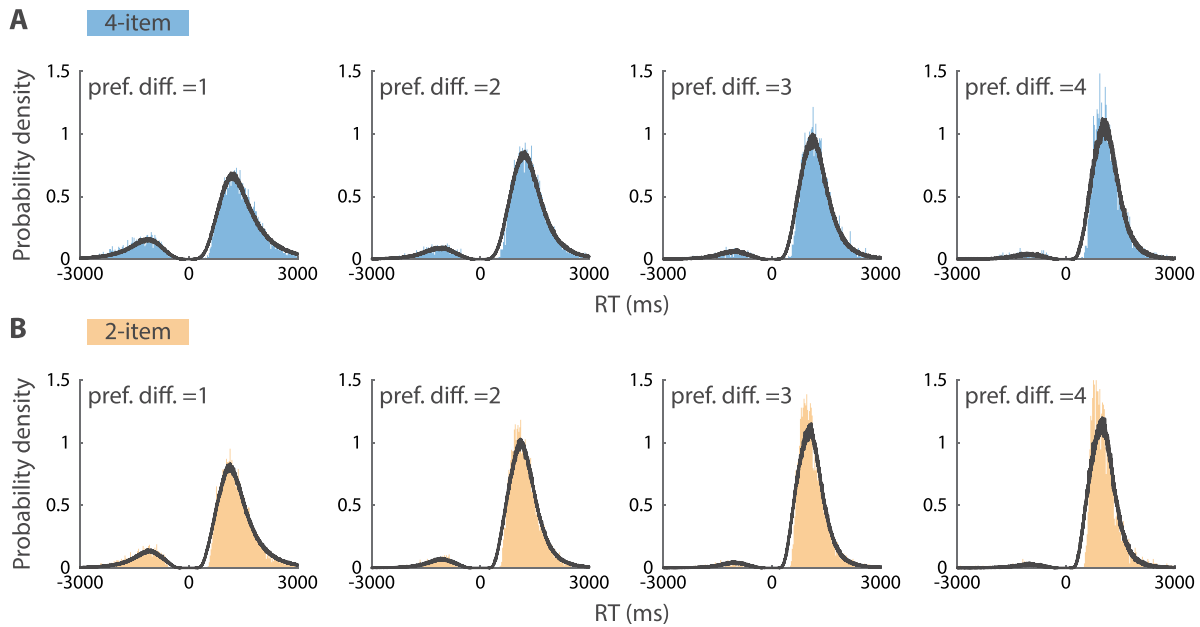 A
4-item
Probability density
pref. diff. =1
pref. diff. =2
pref. diff. =3
pref. diff. =4
1.5 1.5 1.5 1.5
1 1 1 1
0.5 0.5 0.5 0.5
0 0 0 0
-3000 0 3000 -3000 0 3000 -3000 0 3000 -3000 0 3000
RT (ms)
B
2-item
Probability density
pref. diff. =1
pref. diff. =2
pref. diff. =3
pref. diff. =4
1.5 1.5 1.5 1.5
1 1 1 1
0.5 0.5 0.5 0.5
0 0 0 0
-3000 0 3000 -3000 0 3000 -3000 0 3000 -3000 0 3000
RT (ms)